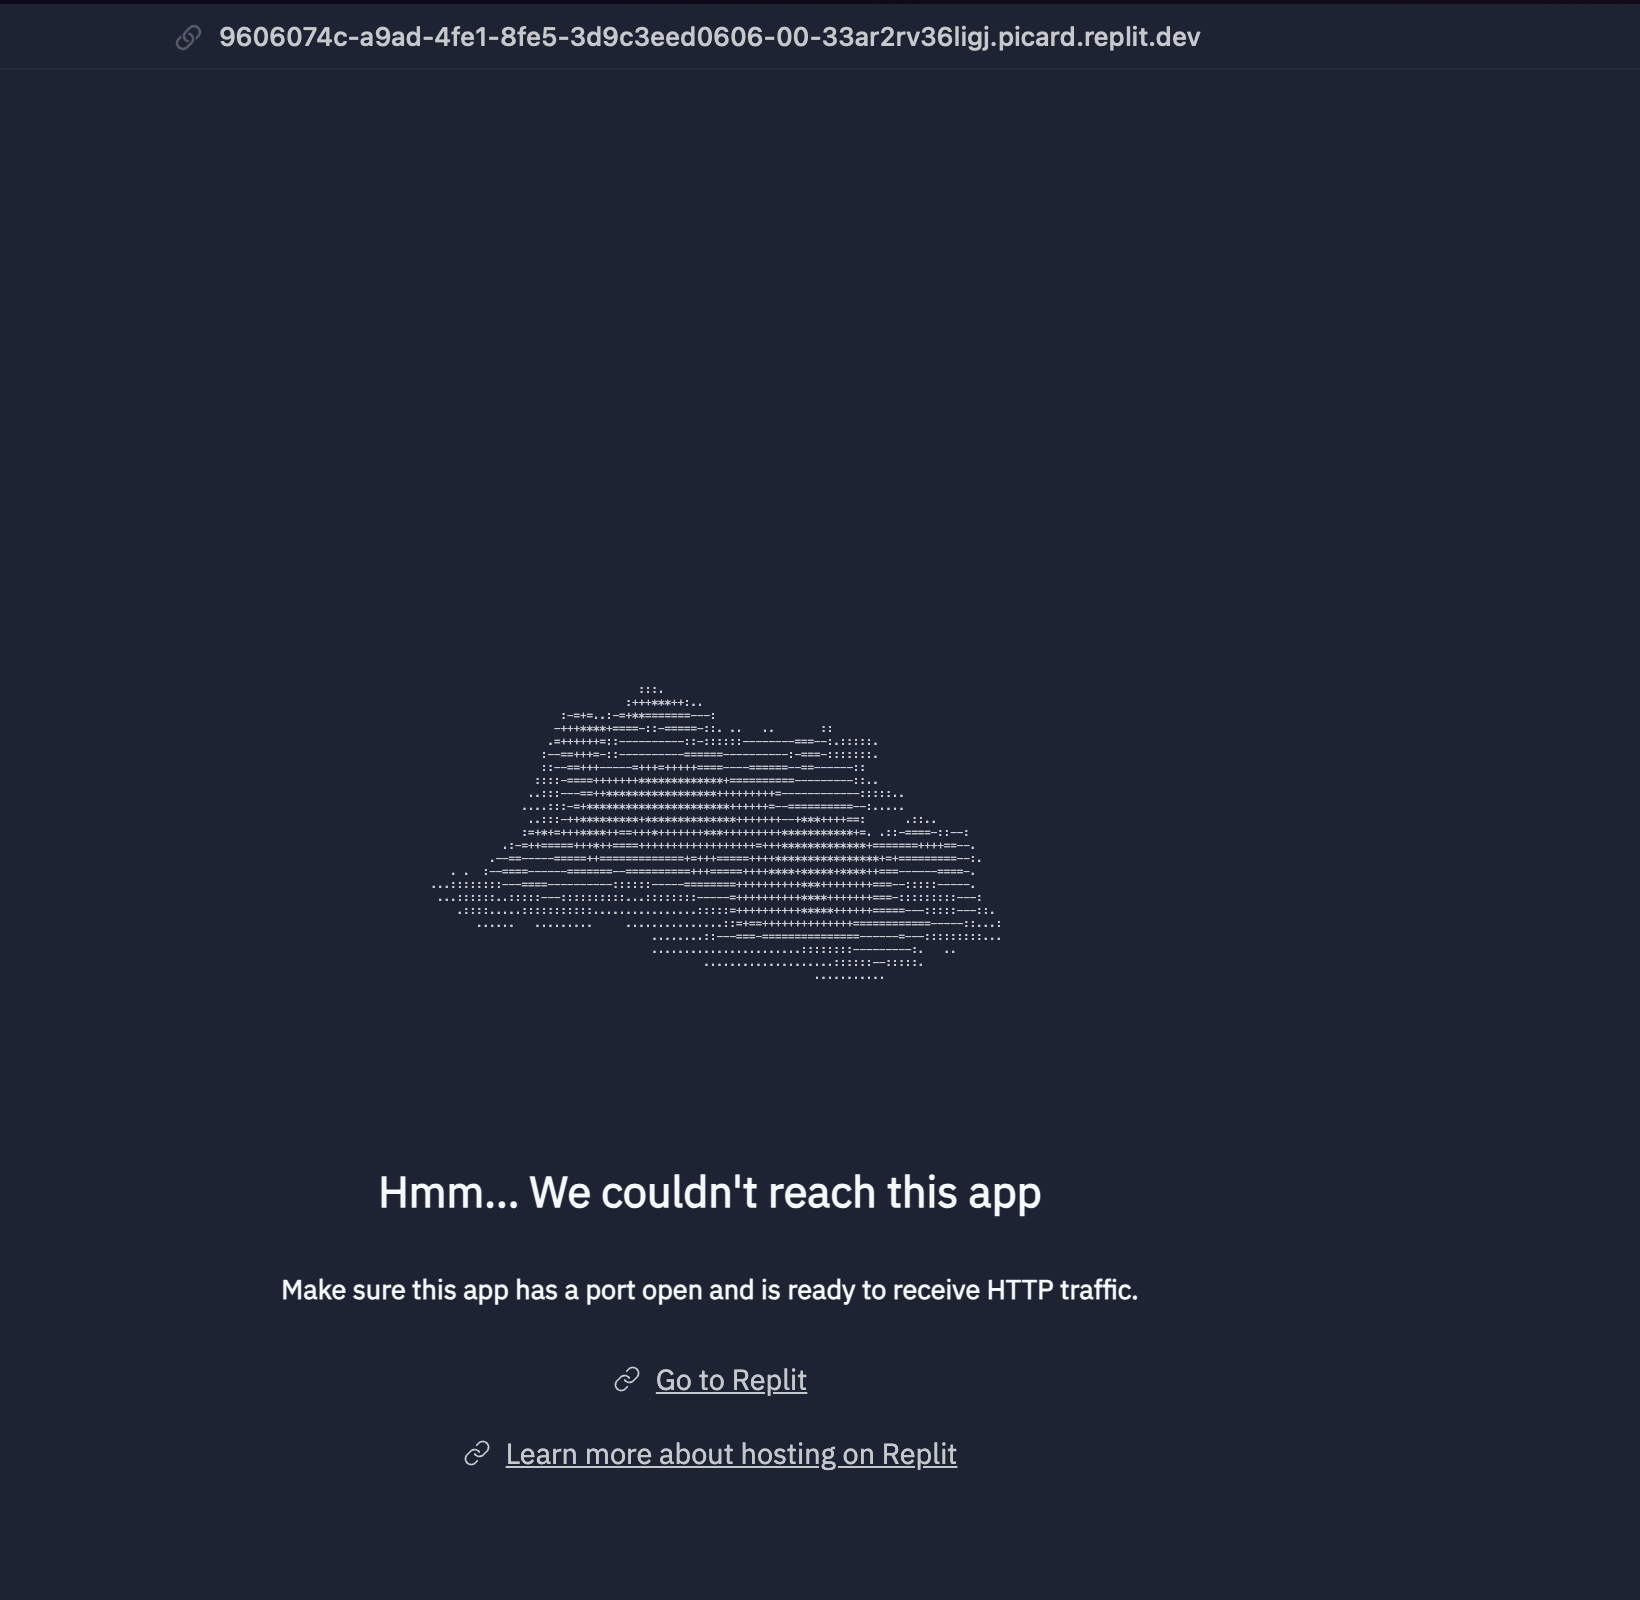 9606074c-a9ad-4fe1-8fe5-3d9c3eed0606-00-33ar2rv36ligj.picard.replit.dev
Hmm... We couldn't reach this app
Make sure this app has a port open and is ready to receive HTTP traffic.
Go to Replit
Learn more about hosting on Replit